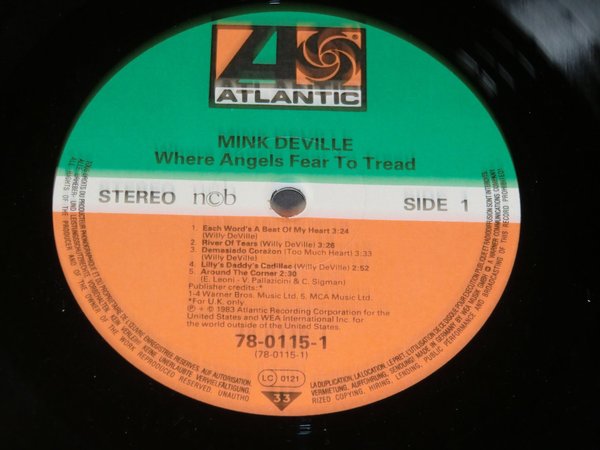 ATLANTIC
MINK DEVILLE
Where Angels Fear To Tread
STEREO ncb SIDE 1
1. Each Word's A Beat Of My Heart 3:24
(Willy DeVille)
2. River Of Tears (Willy DeVille) 3:26
3. Demasiado Corazon (Too Much Heart) 3:33
(Willy DeVille)
4. Lilly's Daddy's Cadillac (Willy DeVille) 2:52
5. Around The Corner 2:30
(E. Leoni - V. Pallazicini & C. Sigman)
Publisher credits:*
1-4 Warner Bros. Music Ltd. 5. MCA Music Ltd.
*For U.K. only
℗ + © 1983 Atlantic Recording Corporation for the
United States and WEA International Inc. for
the world outside of the United States.
78-0115-1
(78-0115-1)
LC 0121
33